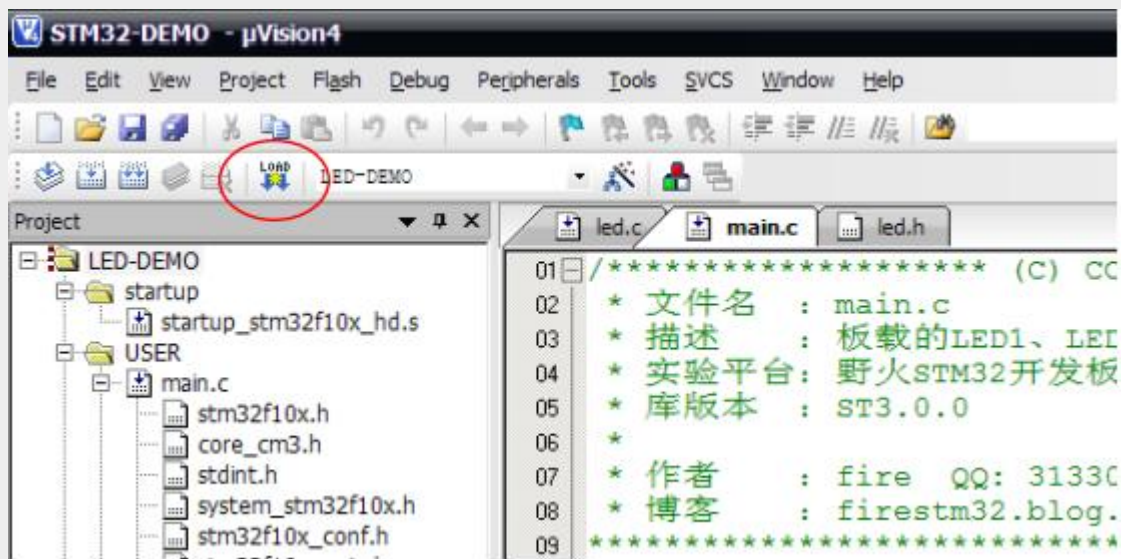 STM32-DEMO - µVision4
File Edit View Project Flash Debug Peripherals Tools SVCS Window Help
LOAD LED-DEMO
Project
led.c main.c led.h
LED-DEMO
startup
startup_stm32f10x_hd.s
USER
main.c
stm32f10x.h
core_cm3.h
stdint.h
system_stm32f10x.h
stm32f10x_conf.h
01 /******************** (C) CO
02 * 文件名 : main.c
03 * 描述 : 板载的LED1、LED
04 * 实验平台: 野火STM32开发板
05 * 库版本 : ST3.0.0
06 *
07 * 作者 : fire QQ: 31330
08 * 博客 : firestm32.blog.
09 **********************